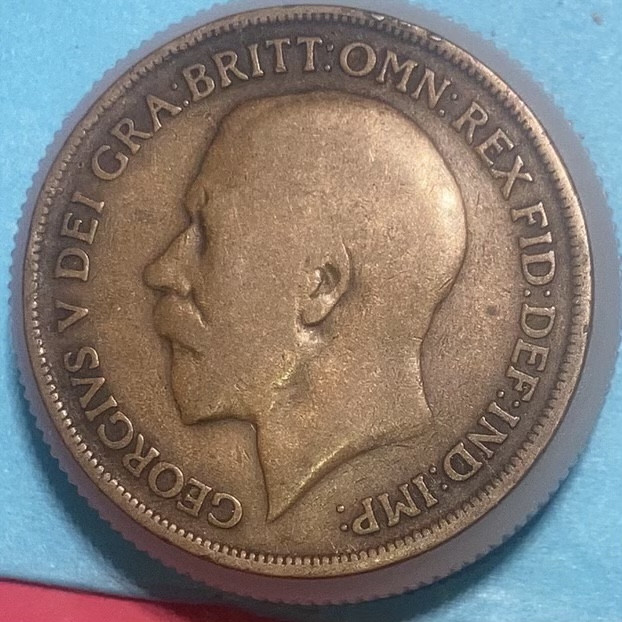 GEORGIVS V DEI GRA:BRITT:OMN:REX FID:DEF:IND:IMP: